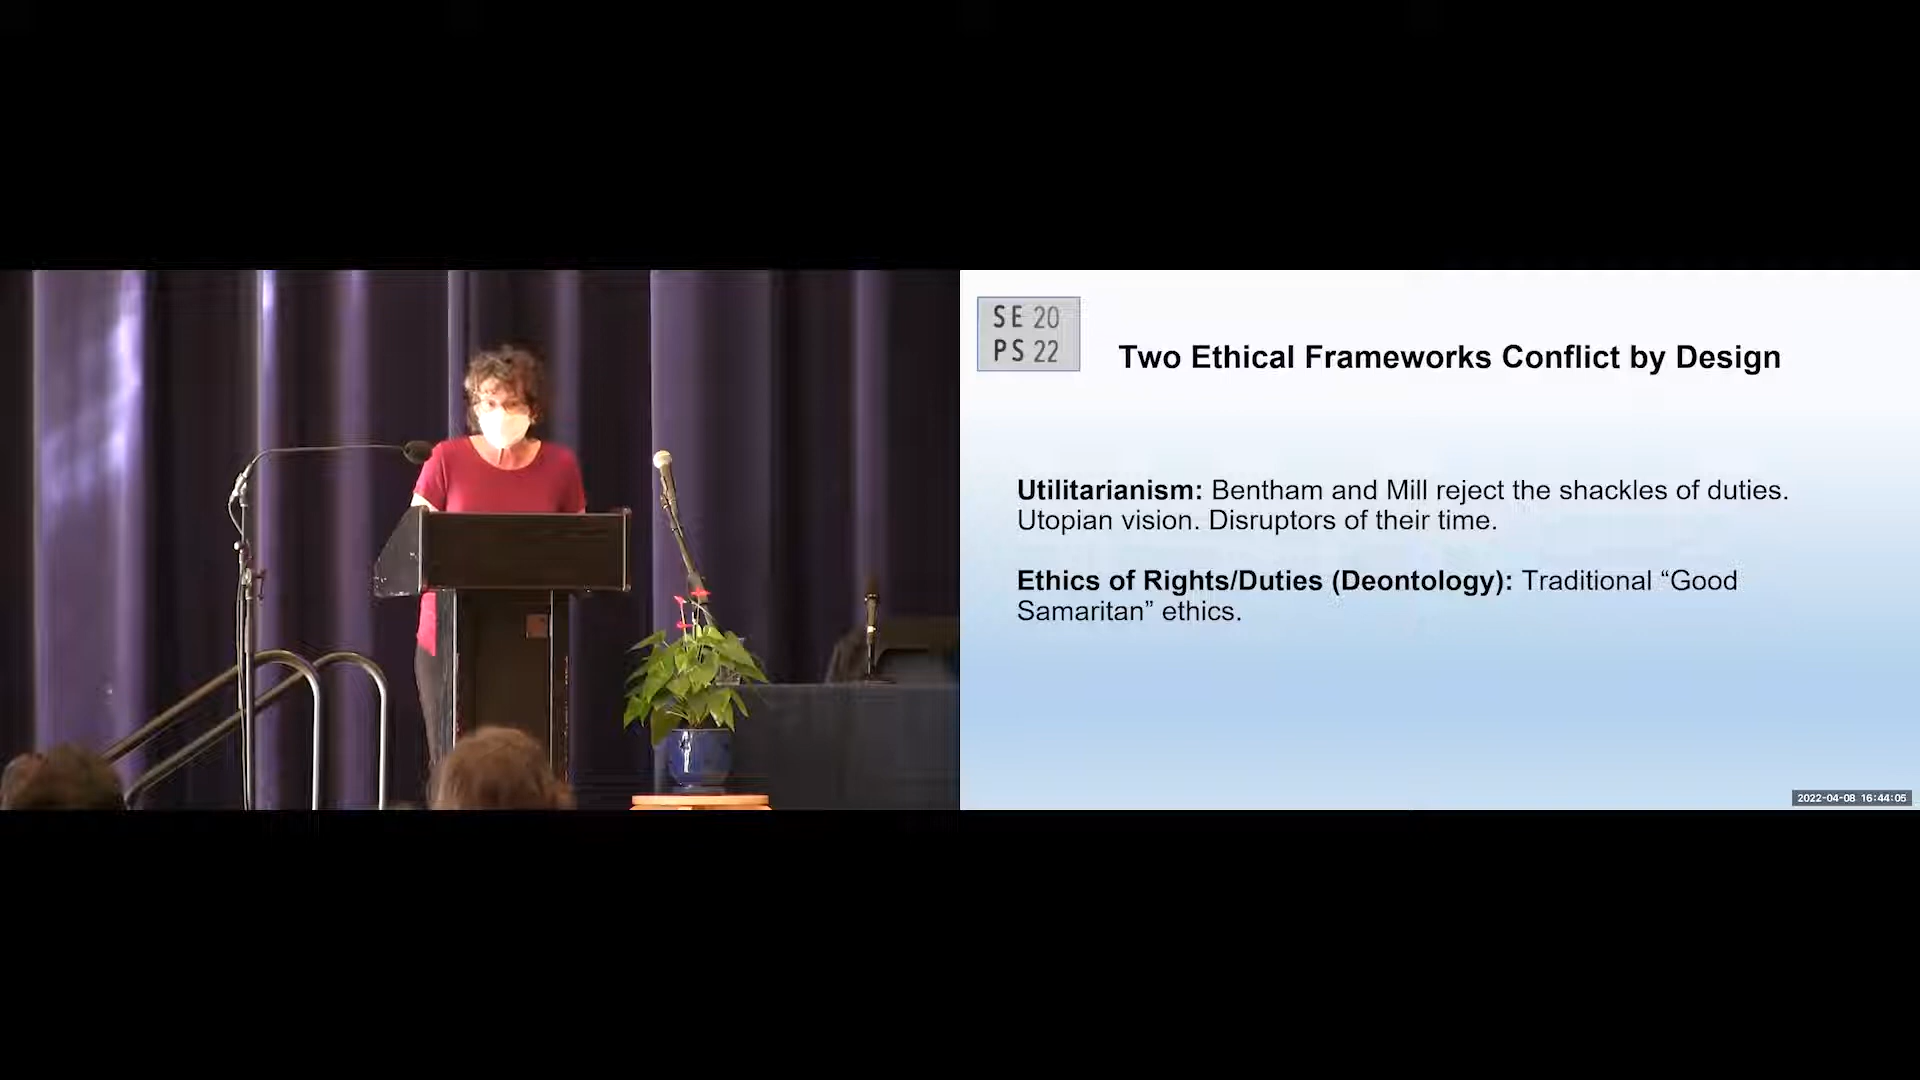 SE 20
PS 22
Two Ethical Frameworks Conflict by Design
Utilitarianism: Bentham and Mill reject the shackles of duties.
Utopian vision. Disruptors of their time.
Ethics of Rights/Duties (Deontology): Traditional “Good
Samaritan” ethics.
2022-04-08 16:44:05